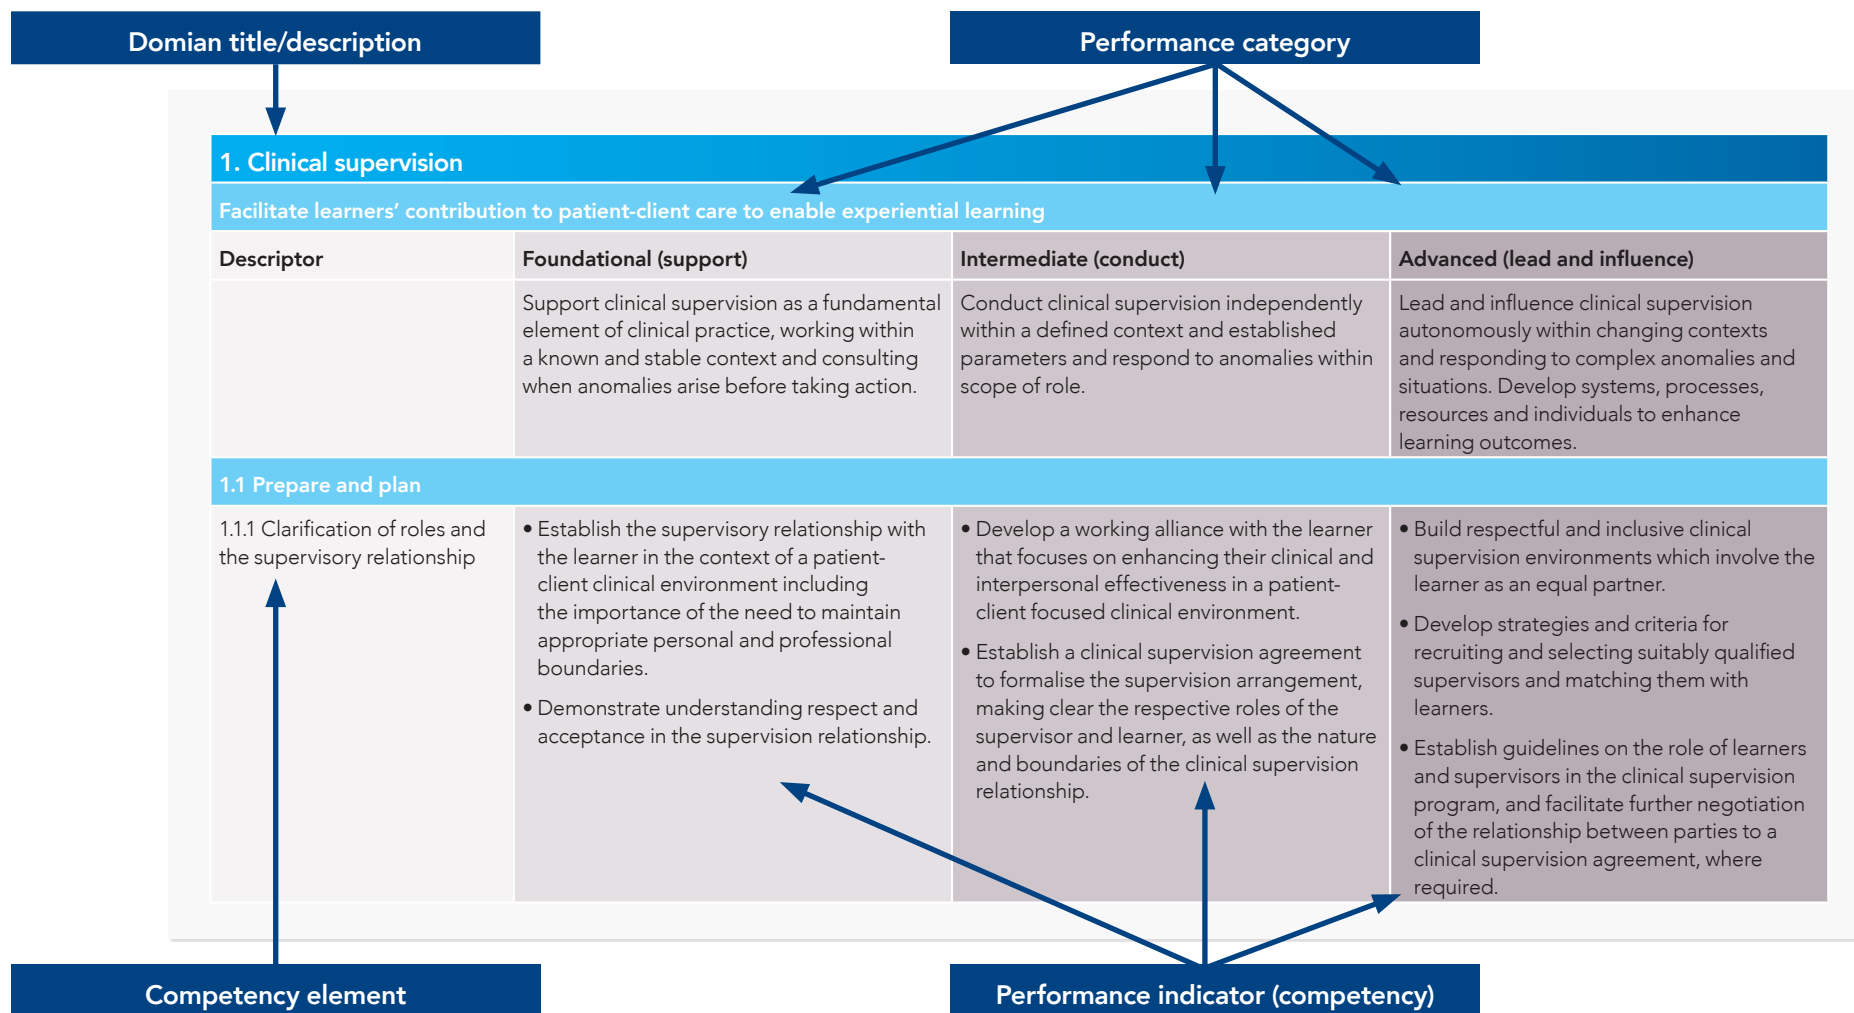 Domian title/description
Performance category
1. Clinical supervision
Facilitate learners’ contribution to patient-client care to enable experiential learning
Descriptor
Foundational (support)
Intermediate (conduct)
Advanced (lead and influence)
Support clinical supervision as a fundamental
element of clinical practice, working within
a known and stable context and consulting
when anomalies arise before taking action.
Conduct clinical supervision independently
within a defined context and established
parameters and respond to anomalies within
scope of role.
Lead and influence clinical supervision
autonomously within changing contexts
and responding to complex anomalies and
situations. Develop systems, processes,
resources and individuals to enhance
learning outcomes.
1.1 Prepare and plan
1.1.1 Clarification of roles and
the supervisory relationship
• Establish the supervisory relationship with
the learner in the context of a patient-
client clinical environment including
the importance of the need to maintain
appropriate personal and professional
boundaries.
• Demonstrate understanding respect and
acceptance in the supervision relationship.
• Develop a working alliance with the learner
that focuses on enhancing their clinical and
interpersonal effectiveness in a patient-
client focused clinical environment.
• Establish a clinical supervision agreement
to formalise the supervision arrangement,
making clear the respective roles of the
supervisor and learner, as well as the nature
and boundaries of the clinical supervision
relationship.
• Build respectful and inclusive clinical
supervision environments which involve the
learner as an equal partner.
• Develop strategies and criteria for
recruiting and selecting suitably qualified
supervisors and matching them with
learners.
• Establish guidelines on the role of learners
and supervisors in the clinical supervision
program, and facilitate further negotiation
of the relationship between parties to a
clinical supervision agreement, where
required.
Competency element
Performance indicator (competency)